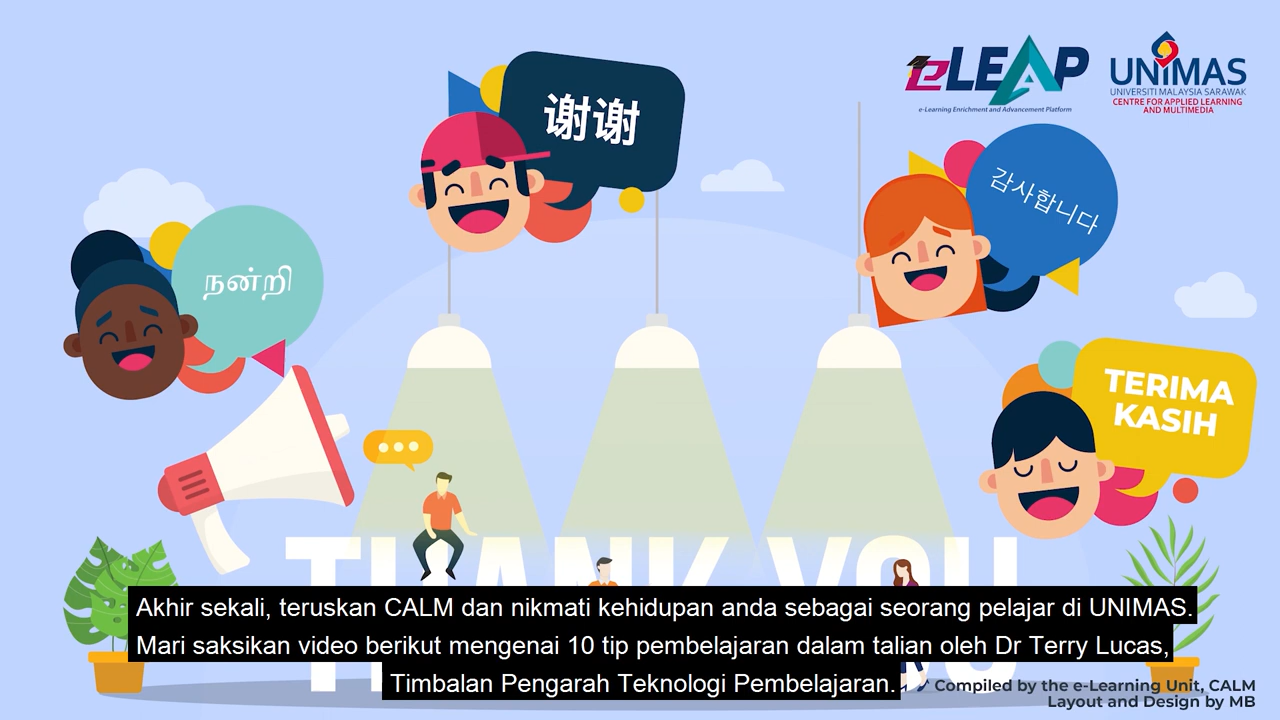 eLEAP
e-Learning Enrichment and Advancement Platform
UNIMAS
UNIVERSITI MALAYSIA SARAWAK
CENTRE FOR APPLIED LEARNING
AND MULTIMEDIA
谢谢
감사합니다
நன்றி
TERIMA
KASIH
THANK YOU
Akhir sekali, teruskan CALM dan nikmati kehidupan anda sebagai seorang pelajar di UNIMAS.
Mari saksikan video berikut mengenai 10 tip pembelajaran dalam talian oleh Dr Terry Lucas,
Timbalan Pengarah Teknologi Pembelajaran.
Compiled by the e-Learning Unit, CALM
Layout and Design by MB